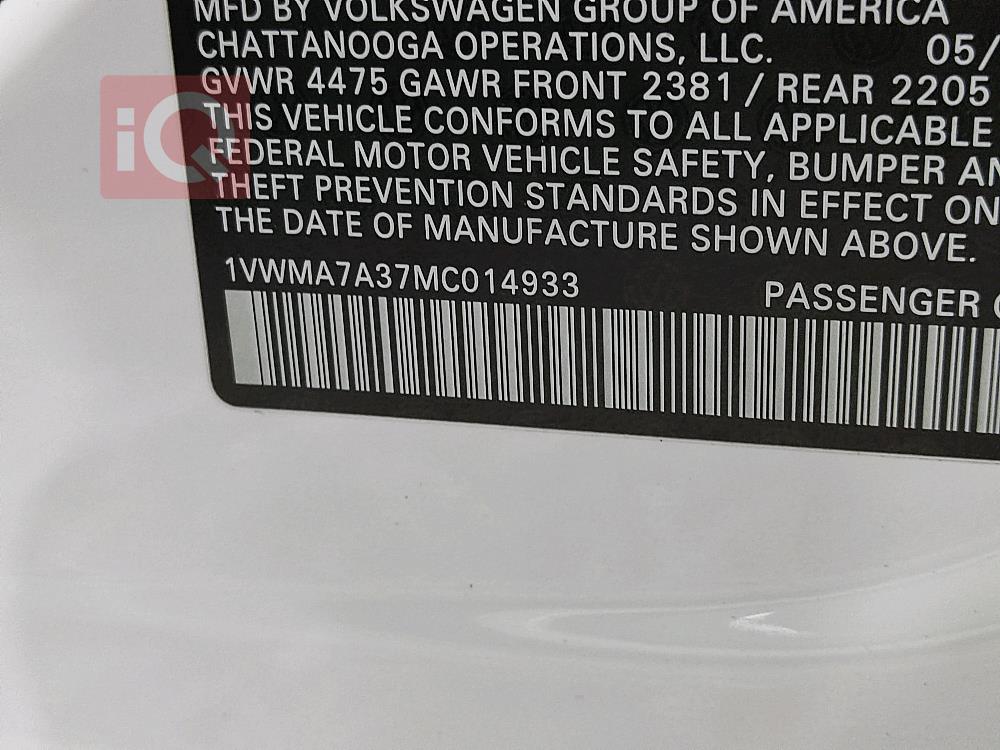 MFD BY VOLKSWAGEN GROUP OF AMERICA
CHATTANOOGA OPERATIONS, LLC. 05/
GVWR 4475 GAWR FRONT 2381 / REAR 2205
THIS VEHICLE CONFORMS TO ALL APPLICABLE
FEDERAL MOTOR VEHICLE SAFETY, BUMPER AN
THEFT PREVENTION STANDARDS IN EFFECT ON
THE DATE OF MANUFACTURE SHOWN ABOVE.
1VWMA7A37MC014933 PASSENGER
iQ